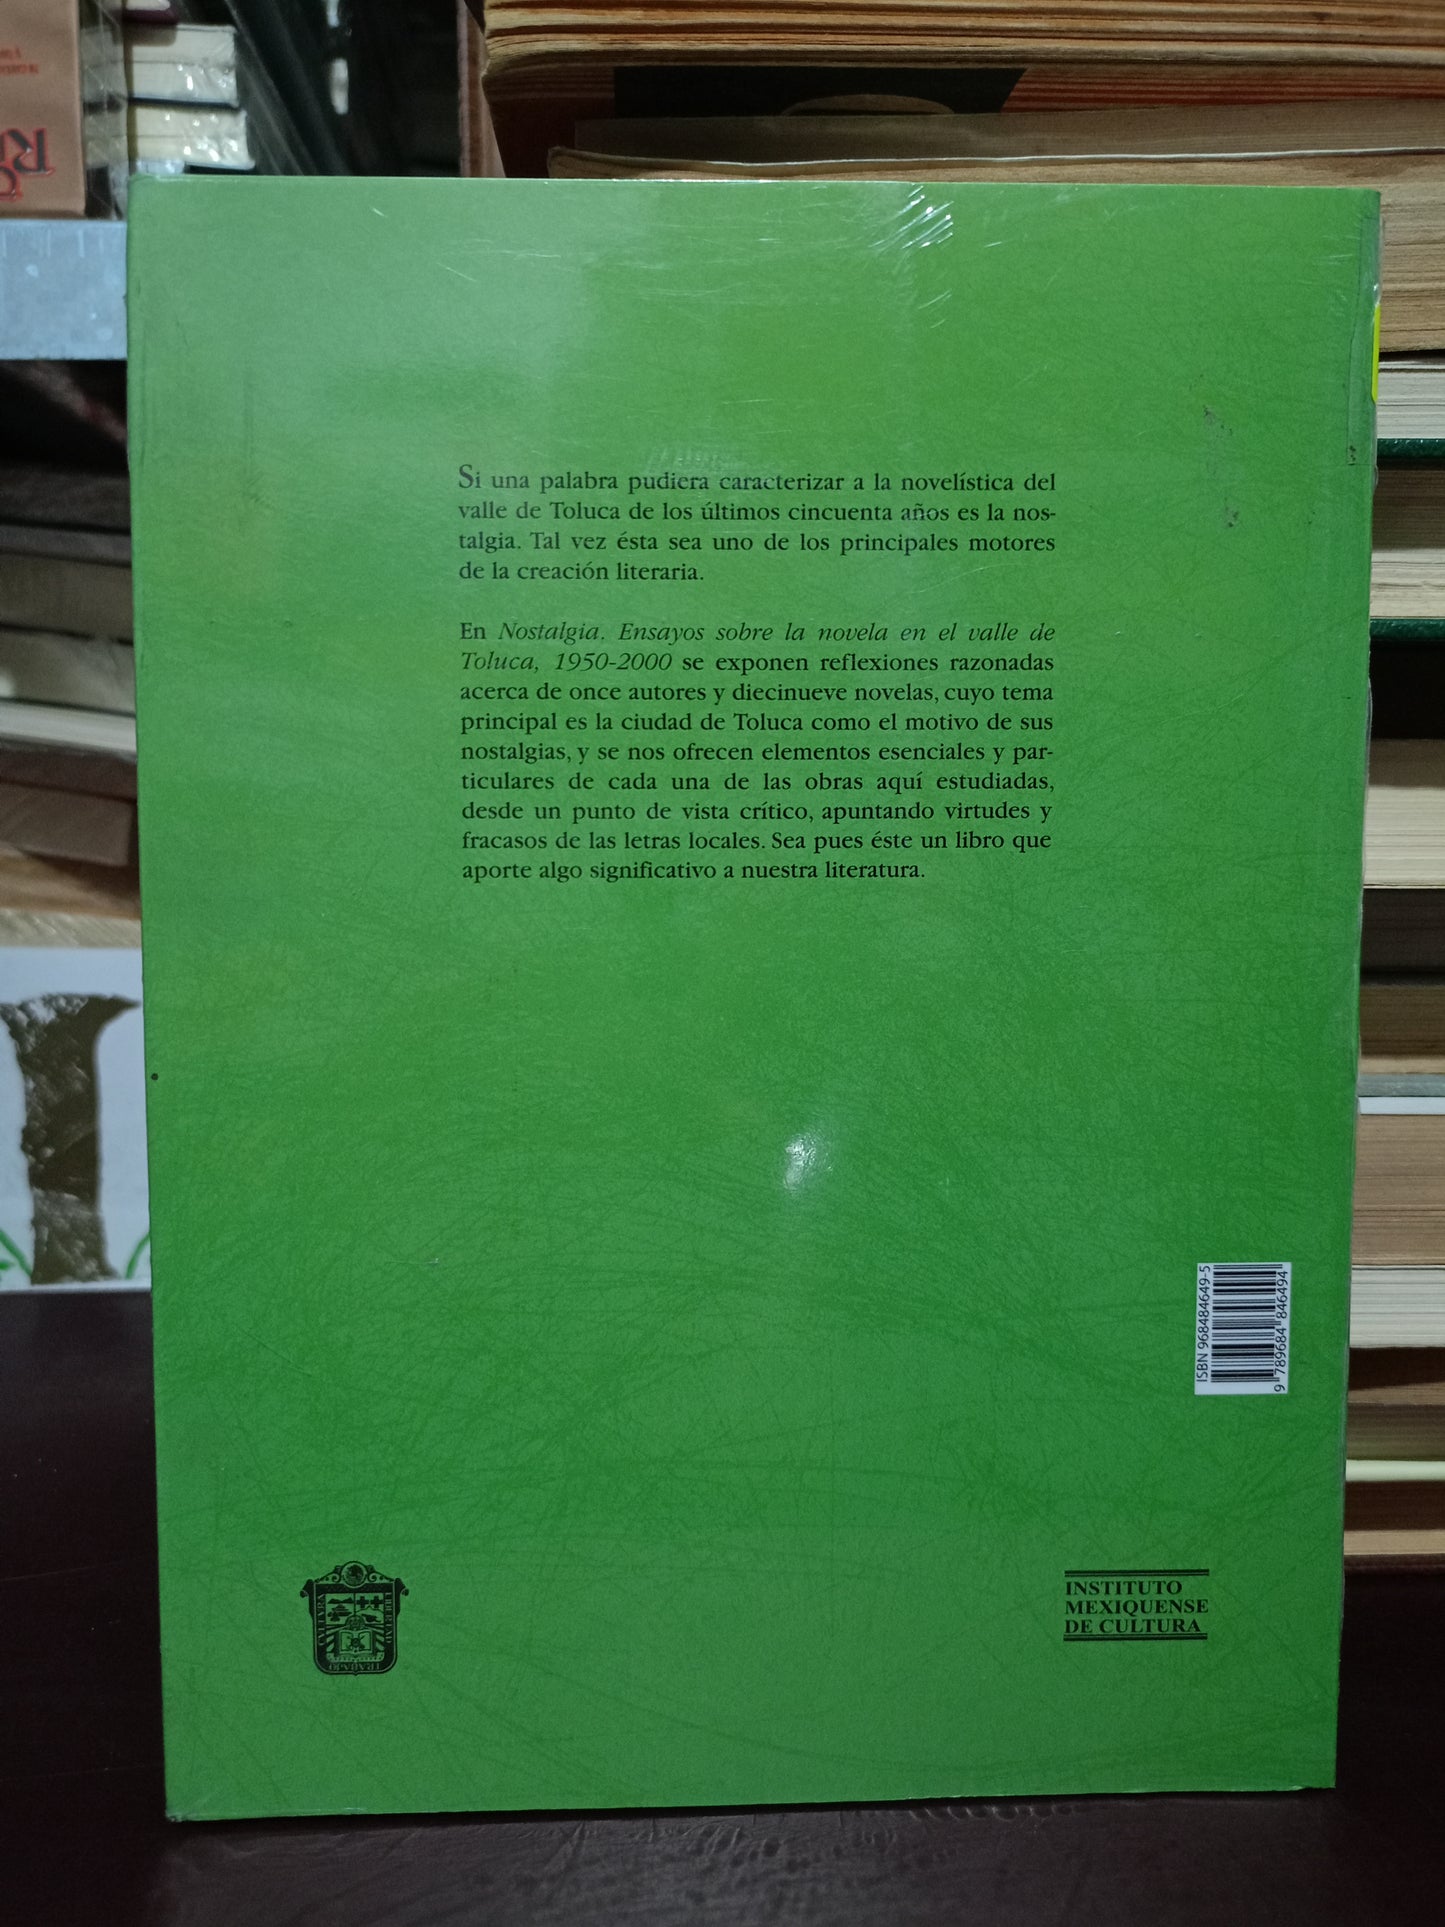 Si una palabra pudiera caracterizar a la novelística del
valle de Toluca de los últimos cincuenta años es la nos-
talgia. Tal vez ésta sea uno de los principales motores
de la creación literaria.
En Nostalgia. Ensayos sobre la novela en el valle de
Toluca, 1950-2000 se exponen reflexiones razonadas
acerca de once autores y diecinueve novelas, cuyo tema
principal es la ciudad de Toluca como el motivo de sus
nostalgias, y se nos ofrecen elementos esenciales y par-
ticulares de cada una de las obras aquí estudiadas,
desde un punto de vista crítico, apuntando virtudes y
fracasos de las letras locales. Sea pues éste un libro que
aporte algo significativo a nuestra literatura.
ISBN 968484649-5
9 789684 846494
CVLTVRA
LIBERTAD
TRABAJO
INSTITUTO
MEXIQUENSE
DE CULTURA